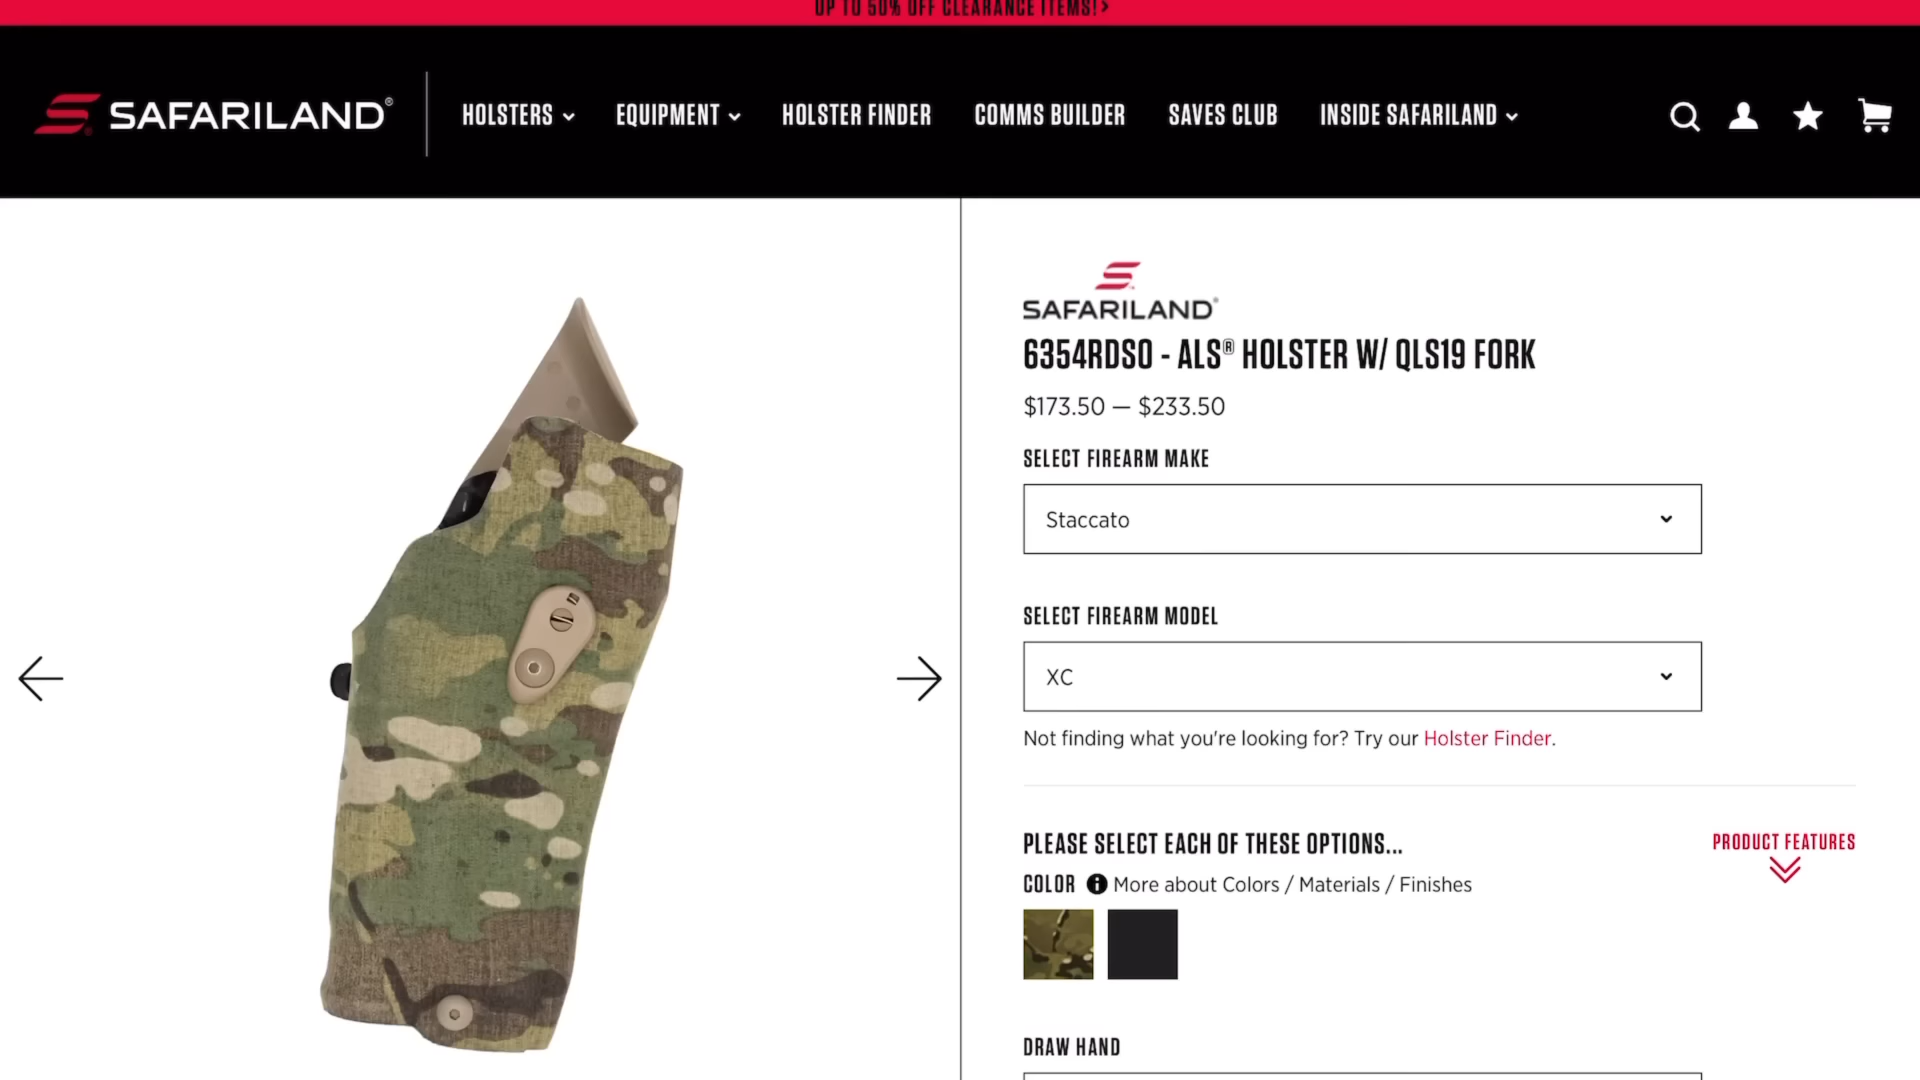 UP TO 50% OFF CLEARANCE ITEMS! >
SAFARILAND®
HOLSTERS
EQUIPMENT
HOLSTER FINDER
COMMS BUILDER
SAVES CLUB
INSIDE SAFARILAND
SAFARILAND®
6354RDSO - ALS® HOLSTER W/ QLS19 FORK
$173.50 — $233.50
SELECT FIREARM MAKE
Staccato
SELECT FIREARM MODEL
XC
Not finding what you're looking for? Try our Holster Finder.
PLEASE SELECT EACH OF THESE OPTIONS...
PRODUCT FEATURES
COLOR i More about Colors / Materials / Finishes
DRAW HAND